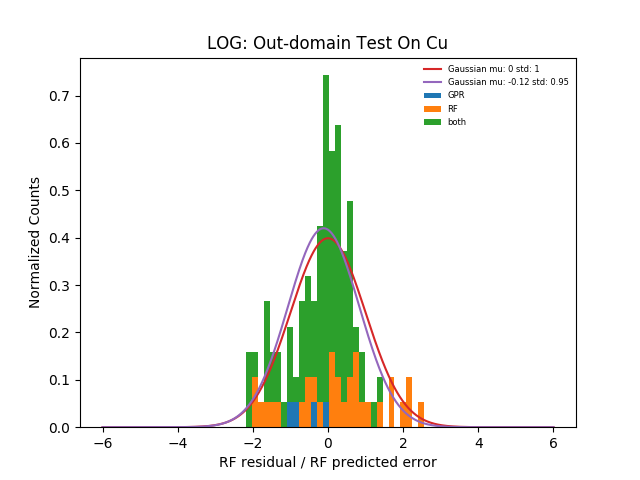 LOG: Out-domain Test On Cu
Gaussian mu: 0 std: 1
Gaussian mu: -0.12 std: 0.95
GPR
RF
both
Normalized Counts
0.7
0.6
0.5
0.4
0.3
0.2
0.1
0.0
−6 −4 −2 0 2 4 6
RF residual / RF predicted error